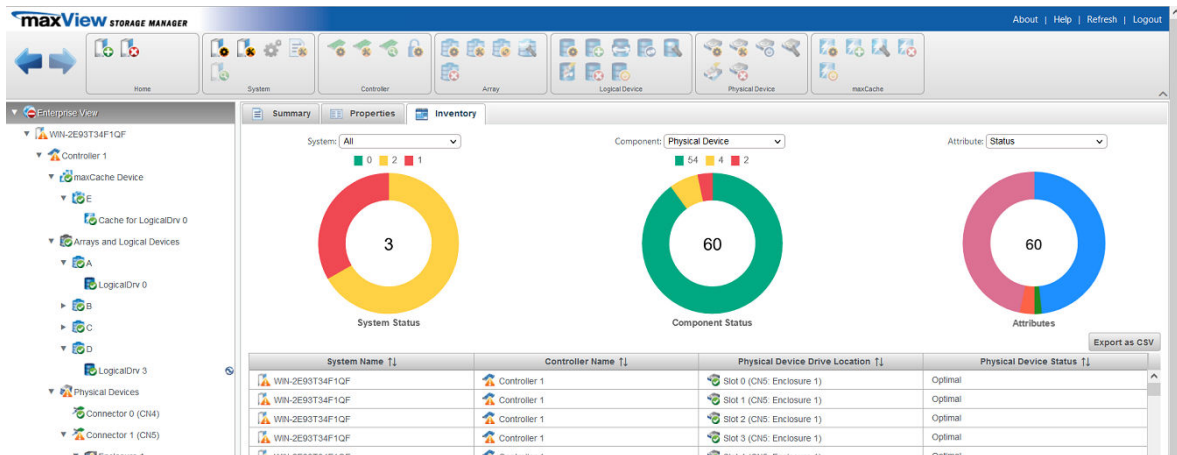 maxView STORAGE MANAGER
About | Help | Refresh | Logout
Home
System
Controller
Array
Logical Device
Physical Device
maxCache
Enterprise View
WIN-2E93T34F1QF
Controller 1
maxCache Device
E
Cache for LogicalDrv 0
Arrays and Logical Devices
A
LogicalDrv 0
B
C
D
LogicalDrv 3
Physical Devices
Connector 0 (CN4)
Connector 1 (CN5)
Summary Properties Inventory
System: All Component: Physical Device Attribute: Status
0 2 1 54 4 2
3 60 60
System Status Component Status Attributes
Export as CSV
System Name Controller Name Physical Device Drive Location Physical Device Status
WIN-2E93T34F1QF Controller 1 Slot 0 (CN5: Enclosure 1) Optimal
WIN-2E93T34F1QF Controller 1 Slot 1 (CN5: Enclosure 1) Optimal
WIN-2E93T34F1QF Controller 1 Slot 2 (CN5: Enclosure 1) Optimal
WIN-2E93T34F1QF Controller 1 Slot 3 (CN5: Enclosure 1) Optimal